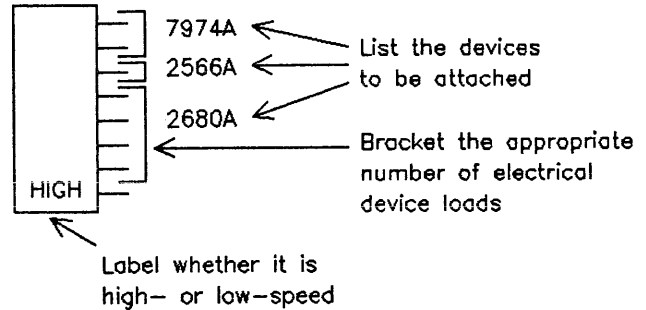 7974A
2566A
2680A
List the devices
to be attached
Bracket the appropriate
number of electrical
device loads
HIGH
Label whether it is
high- or low-speed